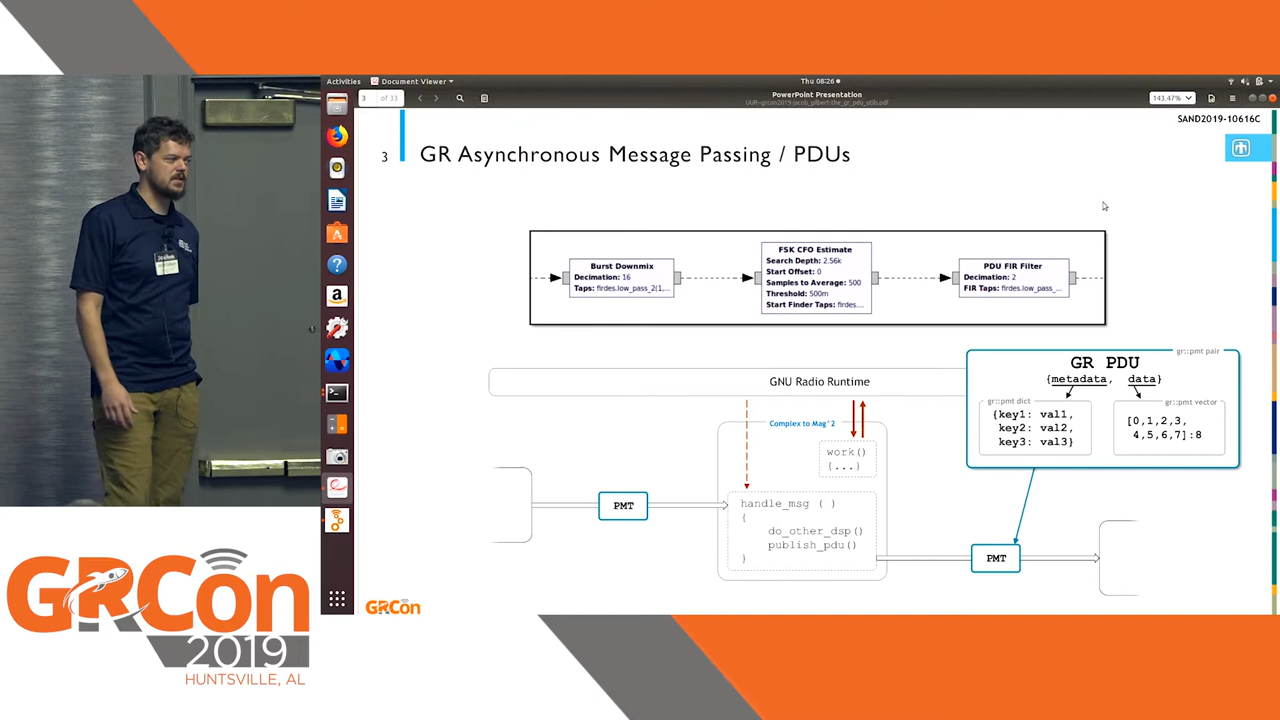 Activities
Document Viewer
Thu 08:26
3 of 33
PowerPoint Presentation
143.47%
SAND2019-10616C
3
GR Asynchronous Message Passing / PDUs
Burst Downmix
Decimation: 16
Taps: firdes.low_pass_2(1,...
FSK CFO Estimate
Search Depth: 2.56k
Start Offset: 0
Samples to Average: 500
Threshold: 500m
Start Finder Taps: firdes....
PDU FIR Filter
Decimation: 2
FIR Taps: firdes.low_pass_...
GNU Radio Runtime
gr::pmt pair
GR PDU
{metadata, data}
gr::pmt dict
{key1: val1,
key2: val2,
key3: val3}
gr::pmt vector
[0,1,2,3,
4,5,6,7]:8
Complex to Mag^2
work()
{...}
PMT
handle_msg ( )
{
do_other_dsp()
publish_pdu()
}
PMT
GRCon
GRCon
2019
HUNTSVILLE, AL